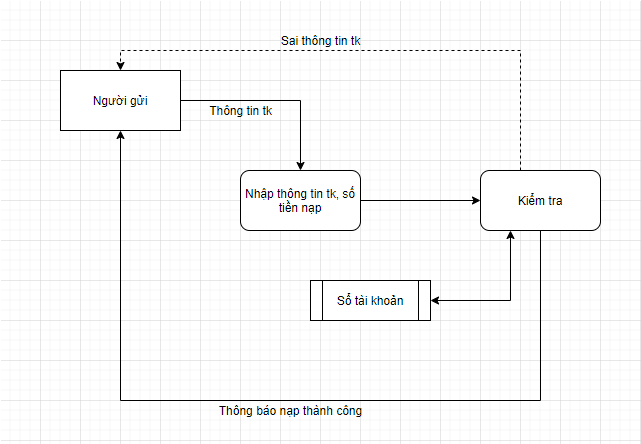 Sai thông tin tk
Người gửi
Thông tin tk
Nhập thông tin tk, số
tiền nạp
Kiểm tra
Sổ tài khoản
Thông báo nạp thành công